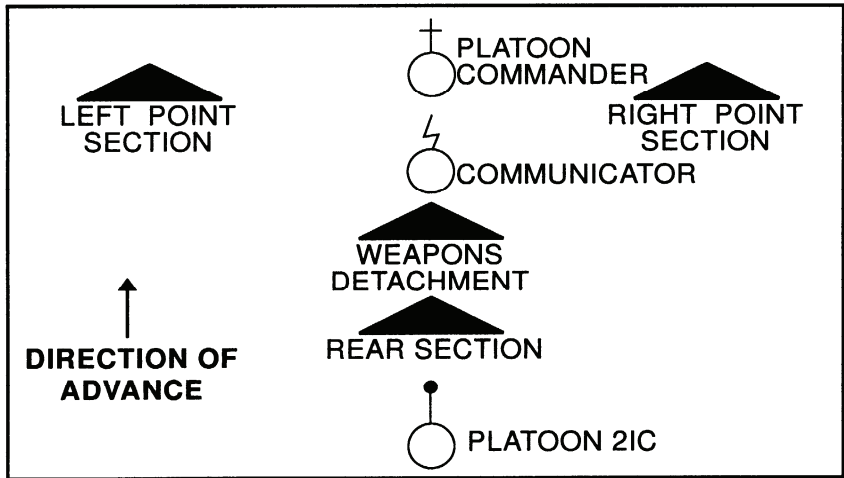 PLATOON
COMMANDER
LEFT POINT
SECTION
RIGHT POINT
SECTION
COMMUNICATOR
WEAPONS
DETACHMENT
REAR SECTION
DIRECTION OF
ADVANCE
PLATOON 2IC